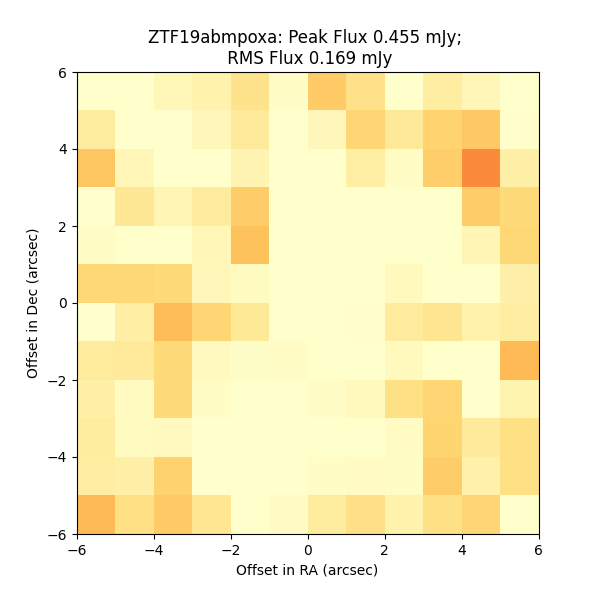 ZTF19abmpoxa: Peak Flux 0.455 mJy;
RMS Flux 0.169 mJy
6
4
2
0
−2
−4
−6
Offset in Dec (arcsec)
−6 −4 −2 0 2 4 6
Offset in RA (arcsec)